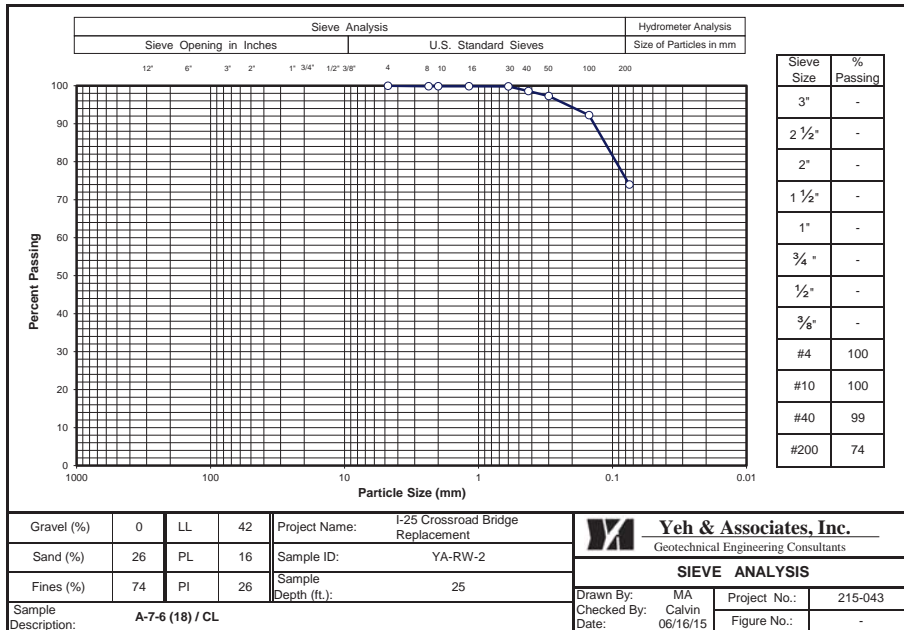 Sieve Analysis
Hydrometer Analysis
Sieve Opening in Inches
U.S. Standard Sieves
Size of Particles in mm
12" 6" 3" 2" 1" 3/4" 1/2" 3/8" 4 8 10 16 30 40 50 100 200
100
90
80
70
60
50
40
30
20
10
0
1000 100 10 1 0.1 0.01
Percent Passing
Particle Size (mm)
Sieve Size % Passing
3" -
2 ½" -
2" -
1 ½" -
1" -
¾ " -
½" -
⅜" -
#4 100
#10 100
#40 99
#200 74
Gravel (%) 0 LL 42
Sand (%) 26 PL 16
Fines (%) 74 PI 26
Project Name: I-25 Crossroad Bridge Replacement
Sample ID: YA-RW-2
Sample Depth (ft.): 25
Sample Description: A-7-6 (18) / CL
Yeh & Associates, Inc.
Geotechnical Engineering Consultants
SIEVE ANALYSIS
Drawn By: MA
Checked By: Calvin
Date: 06/16/15
Project No.: 215-043
Figure No.: -